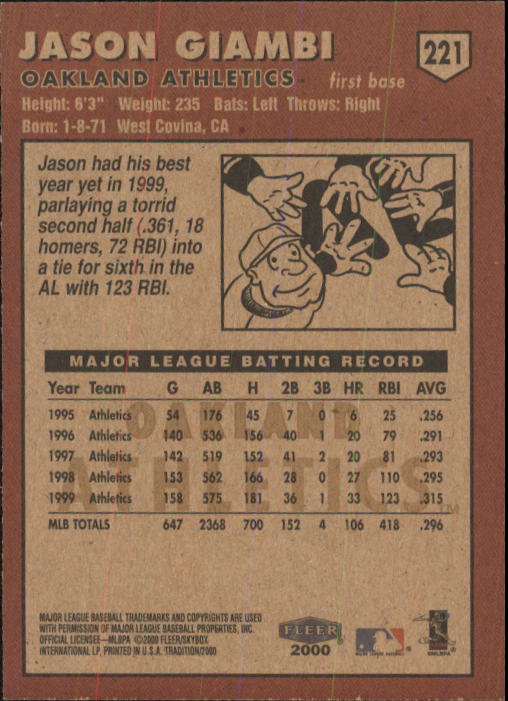 JASON GIAMBI
221
OAKLAND ATHLETICS first base
Height: 6'3" Weight: 235 Bats: Left Throws: Right
Born: 1-8-71 West Covina, CA
Jason had his best
year yet in 1999,
parlaying a torrid
second half (.361, 18
homers, 72 RBI) into
a tie for sixth in the
AL with 123 RBI.
MAJOR LEAGUE BATTING RECORD
Year Team G AB H 2B 3B HR RBI AVG
1995 Athletics 54 176 45 7 0 6 25 .256
1996 Athletics 140 536 156 40 1 20 79 .291
1997 Athletics 142 519 152 41 2 20 81 .293
1998 Athletics 153 562 166 28 0 27 110 .295
1999 Athletics 158 575 181 36 1 33 123 .315
MLB TOTALS 647 2368 700 152 4 106 418 .296
OAKLAND
ATHLETICS™
MAJOR LEAGUE BASEBALL TRADEMARKS AND COPYRIGHTS ARE USED
WITH PERMISSION OF MAJOR LEAGUE BASEBALL PROPERTIES, INC.
OFFICIAL LICENSEE—MLBPA ©2000 FLEER/SKYBOX
INTERNATIONAL LP, PRINTED IN U.S.A. TRADITION/2000
FLEER
2000
MAJOR LEAGUE BASEBALL
©MLBPA